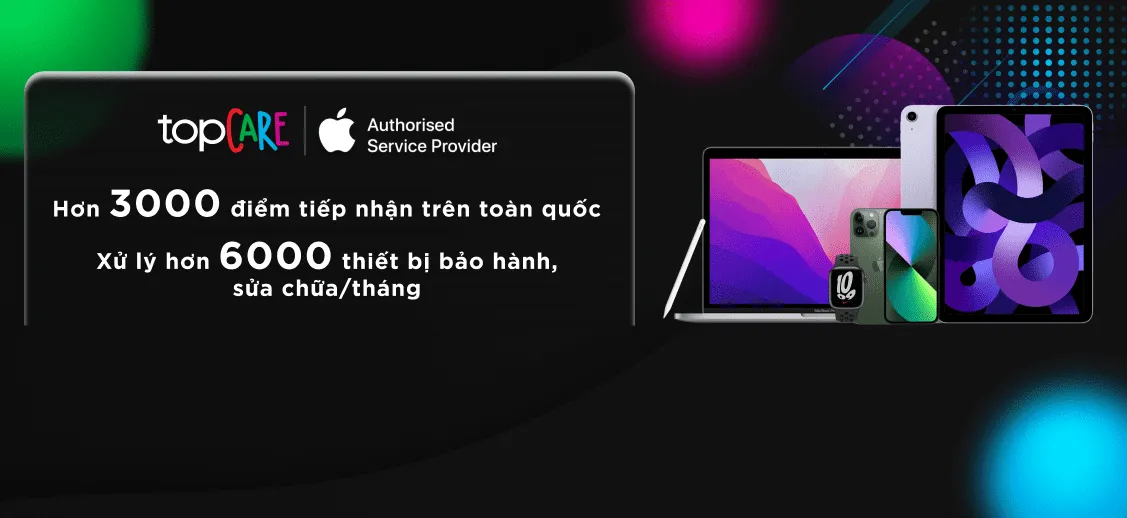 topCARE
Authorised
Service Provider
Hơn 3000 điểm tiếp nhận trên toàn quốc
Xử lý hơn 6000 thiết bị bảo hành,
sửa chữa/tháng
10